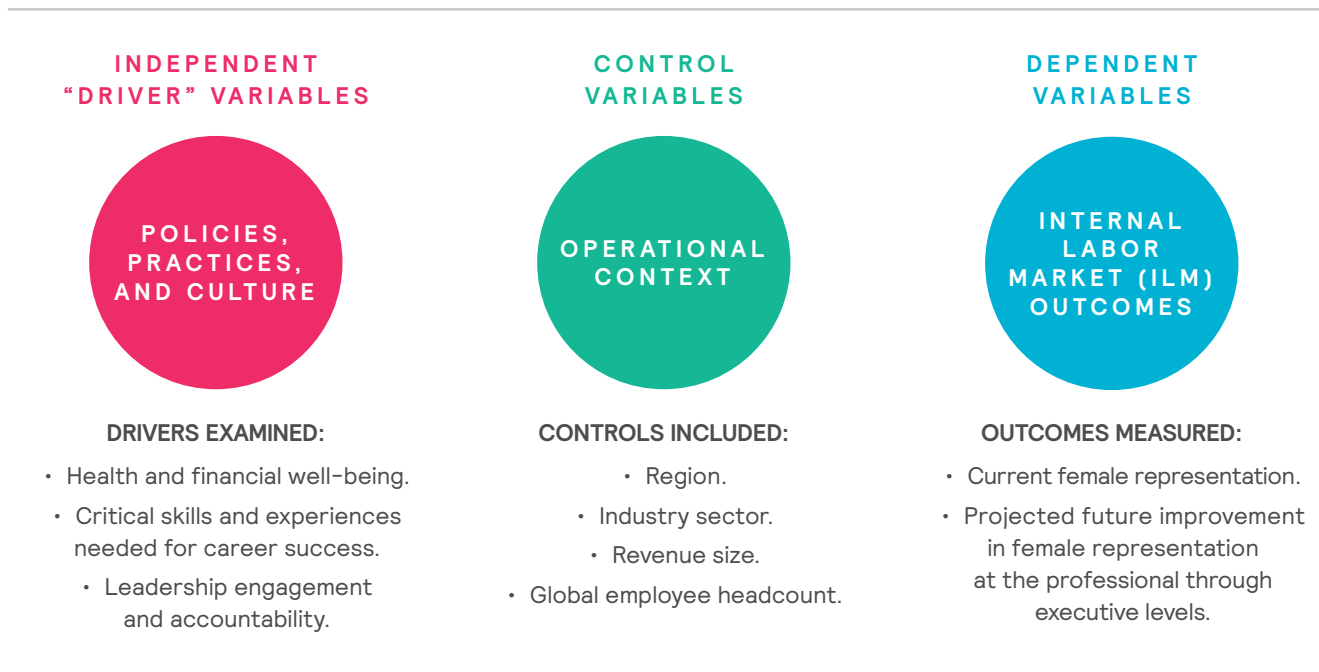 INDEPENDENT
“DRIVER” VARIABLES
POLICIES,
PRACTICES,
AND CULTURE
DRIVERS EXAMINED:
• Health and financial well-being.
• Critical skills and experiences
needed for career success.
• Leadership engagement
and accountability.
CONTROL
VARIABLES
OPERATIONAL
CONTEXT
CONTROLS INCLUDED:
• Region.
• Industry sector.
• Revenue size.
• Global employee headcount.
DEPENDENT
VARIABLES
INTERNAL
LABOR
MARKET (ILM)
OUTCOMES
OUTCOMES MEASURED:
• Current female representation.
• Projected future improvement
in female representation
at the professional through
executive levels.